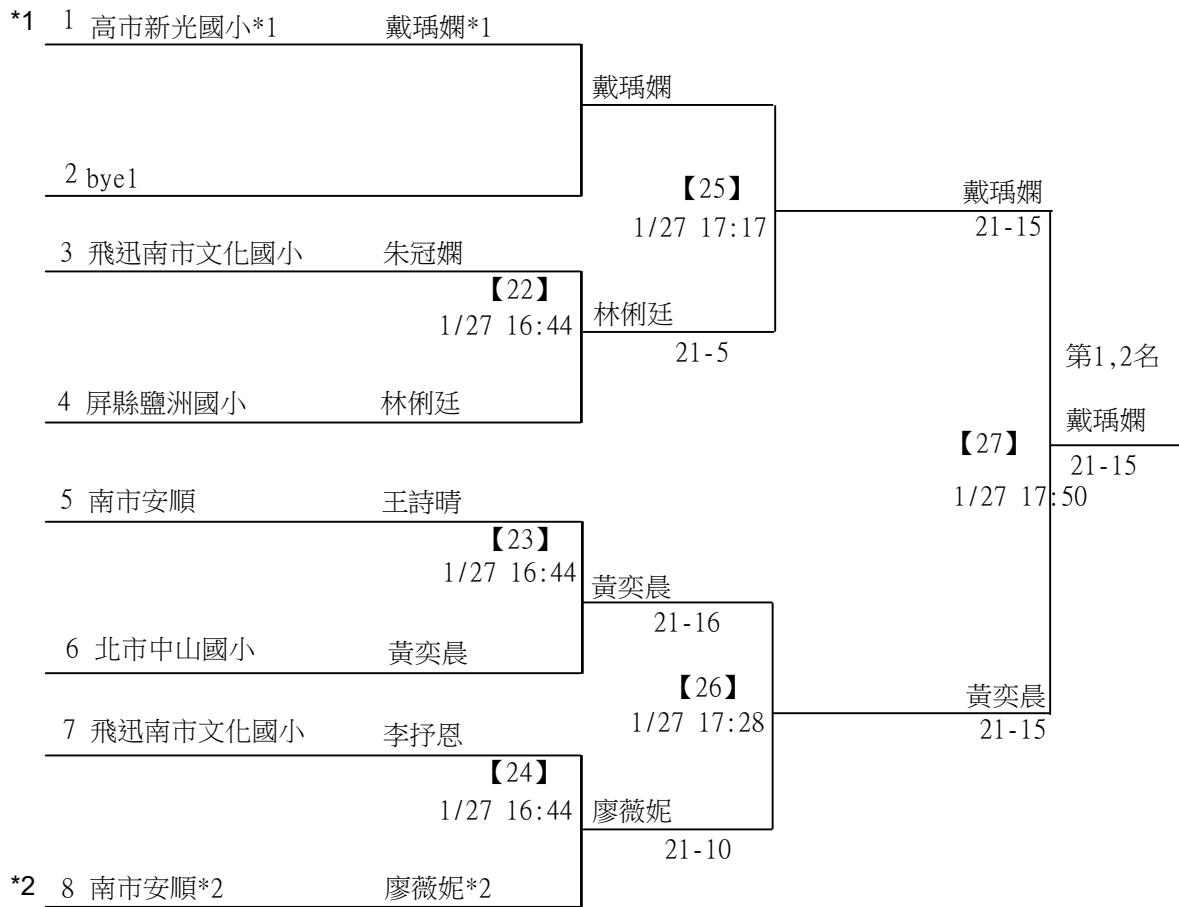 *1 1 高市新光國小*1 戴瑀嫻*1
戴瑀嫻
2 bye1
【25】
戴瑀嫻
1/27 17:17
21-15
3 飛迅南市文化國小 朱冠嫻
【22】
1/27 16:44
林俐廷
21-5
第1,2名
4 屏縣鹽洲國小 林俐廷
戴瑀嫻
【27】
21-15
1/27 17:50
5 南市安順 王詩晴
【23】
1/27 16:44
黃奕晨
21-16
6 北市中山國小 黃奕晨
【26】
黃奕晨
1/27 17:28
21-15
7 飛迅南市文化國小 李抒恩
【24】
1/27 16:44
廖薇妮
21-10
*2 8 南市安順*2 廖薇妮*2